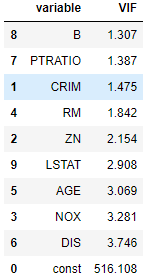 variable VIF
8 B 1.307
7 PTRATIO 1.387
1 CRIM 1.475
4 RM 1.842
2 ZN 2.154
9 LSTAT 2.908
5 AGE 3.069
3 NOX 3.281
6 DIS 3.746
0 const 516.108